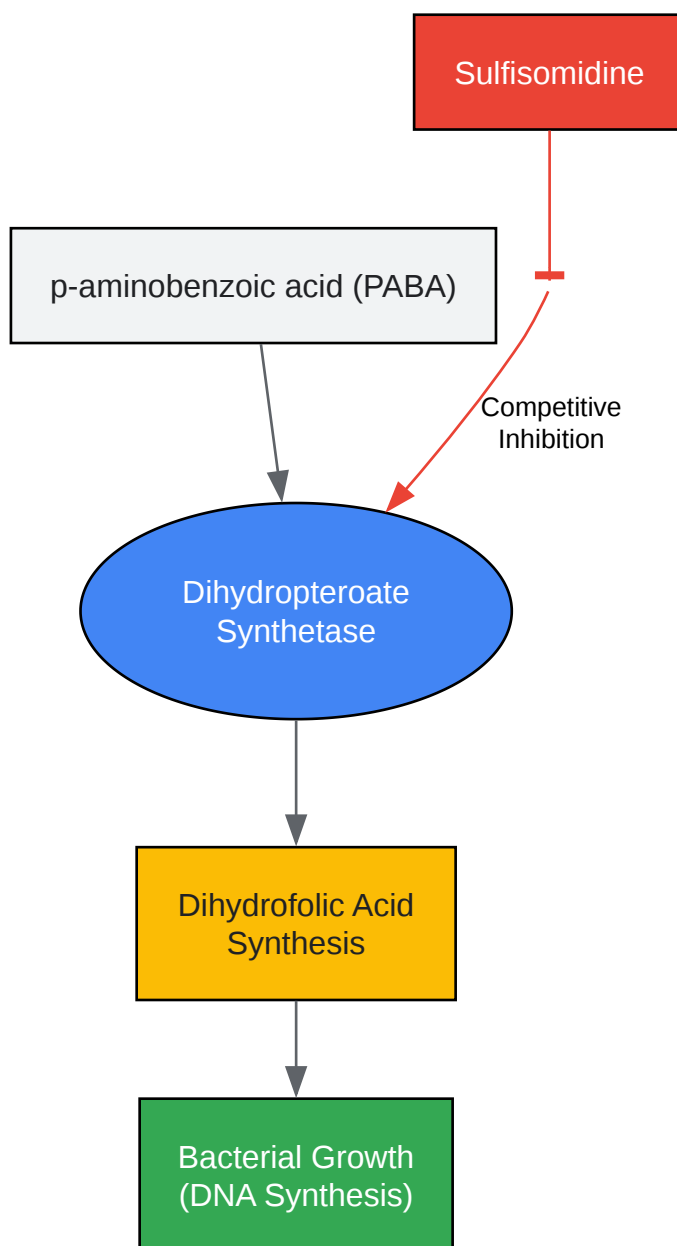 Sulfisomidine
p-aminobenzoic acid (PABA)
Competitive
Inhibition
Dihydropteroate
Synthetase
Dihydrofolic Acid
Synthesis
Bacterial Growth
(DNA Synthesis)